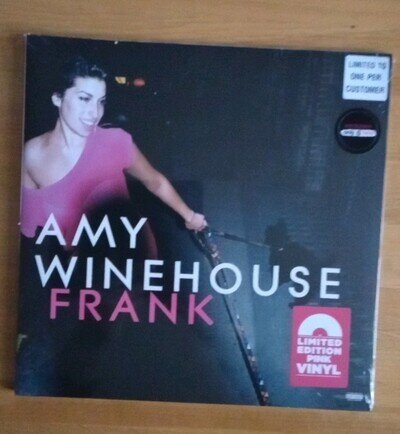 LIMITED TO
ONE PER
CUSTOMER
AMY
WINEHOUSE
FRANK
LIMITED
EDITION
PINK
VINYL